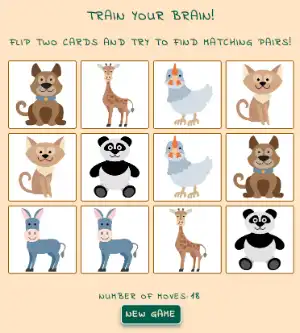 TRAIN YOUR BRAIN!
FLIP TWO CARDS AND TRY TO FIND MATCHING PAIRS!
NUMBER OF MOVES: 18
NEW GAME